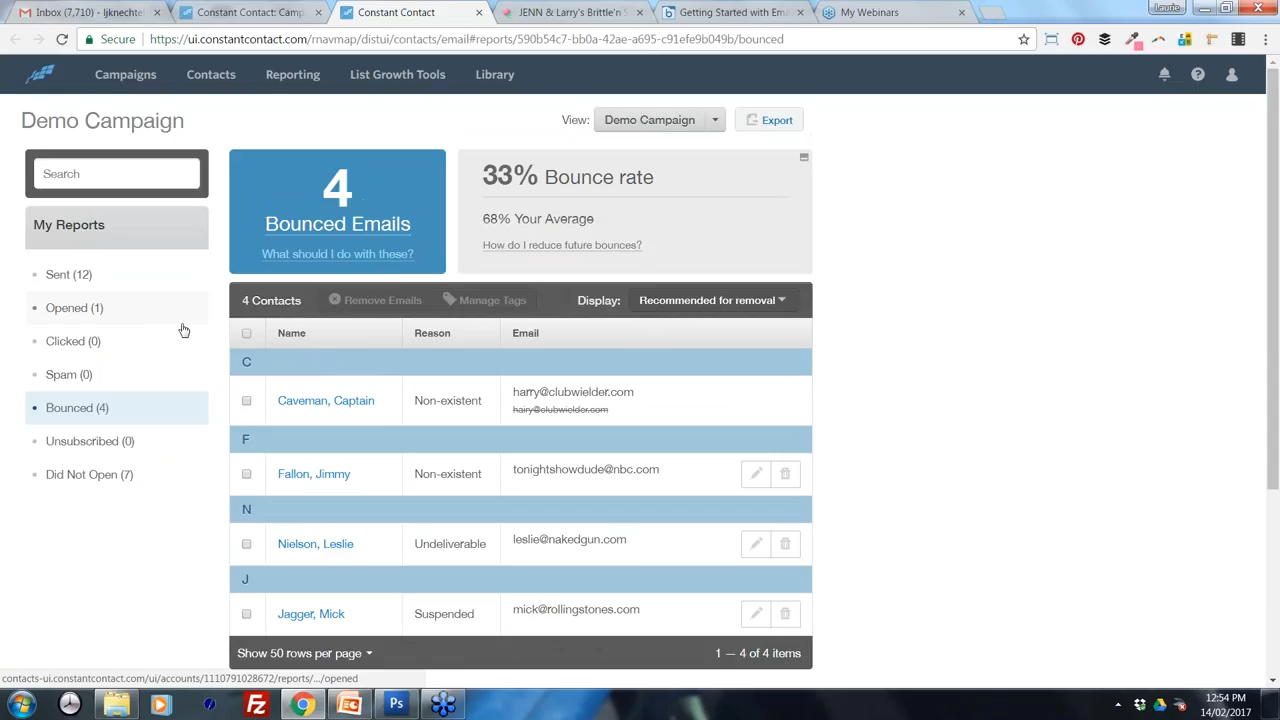 Inbox (7,710) - ljknechtel
Constant Contact: Camp
Constant Contact
JENN & Larry's Brittle'n S
Getting Started with Ema
My Webinars
Laurie
Secure
https://ui.constantcontact.com/rnavmap/distui/contacts/email#reports/590b54c7-bb0a-42ae-a695-c91efe9b049b/bounced
Campaigns
Contacts
Reporting
List Growth Tools
Library
Demo Campaign
View:
Demo Campaign
Export
Search
My Reports
Sent (12)
Opened (1)
Clicked (0)
Spam (0)
Bounced (4)
Unsubscribed (0)
Did Not Open (7)
4
Bounced Emails
What should I do with these?
33% Bounce rate
68% Your Average
How do I reduce future bounces?
4 Contacts
Remove Emails
Manage Tags
Display:
Recommended for removal
Name
Reason
Email
C
Caveman, Captain
Non-existent
harry@clubwielder.com
hairy@clubwielder.com
F
Fallon, Jimmy
Non-existent
tonightshowdude@nbc.com
N
Nielson, Leslie
Undeliverable
leslie@nakedgun.com
J
Jagger, Mick
Suspended
mick@rollingstones.com
Show 50 rows per page
1 — 4 of 4 items
contacts-ui.constantcontact.com/ui/accounts/1110791028672/reports/.../opened
Fz
Ps
12:54 PM
14/02/2017